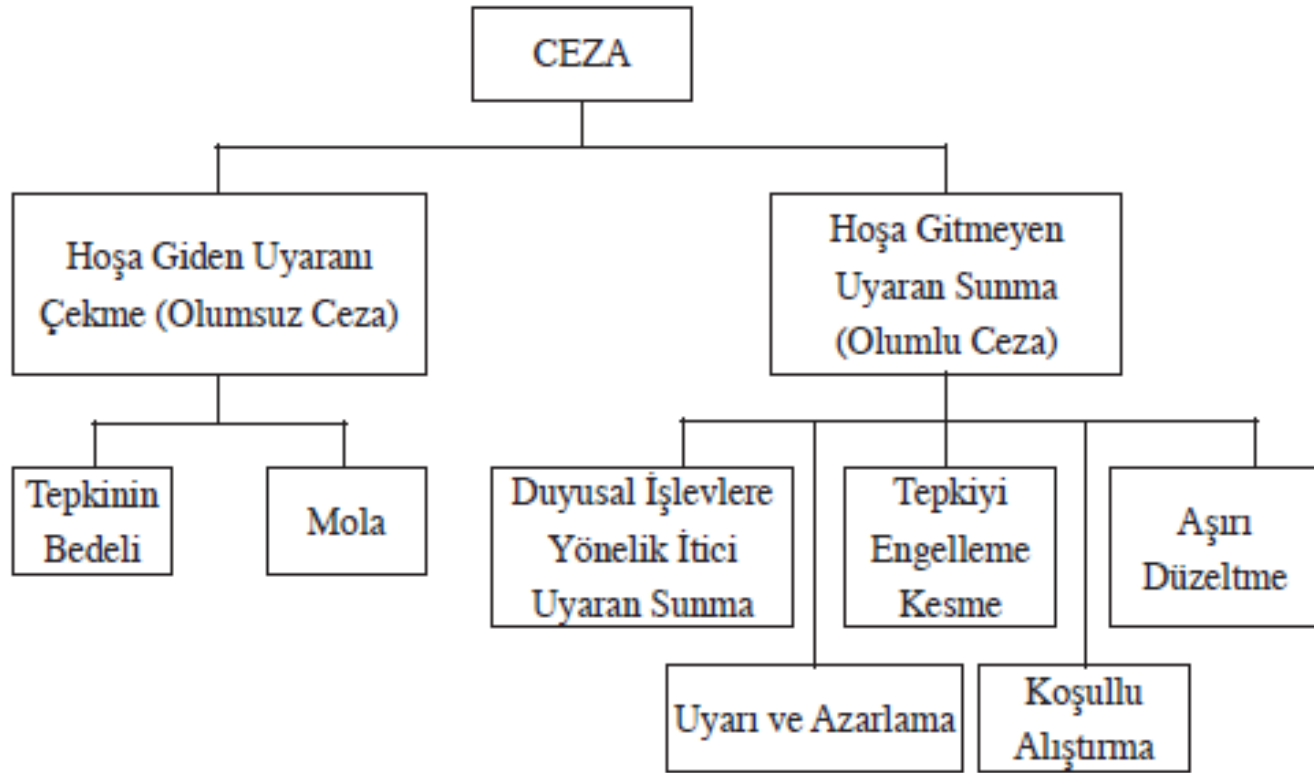 CEZA
Hoşa Giden Uyaranı
Çekme (Olumsuz Ceza)
Hoşa Gitmeyen
Uyaran Sunma
(Olumlu Ceza)
Tepkinin
Bedeli
Mola
Duyusal İşlevlere
Yönelik İtici
Uyaran Sunma
Tepkiyi
Engelleme
Kesme
Aşırı
Düzeltme
Uyarı ve Azarlama
Koşullu
Alıştırma